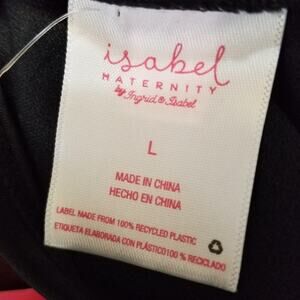 isabel
MATERNITY
by Ingrid & Isabel
L
MADE IN CHINA
HECHO EN CHINA
LABEL MADE FROM 100% RECYCLED PLASTIC
ETIQUETA ELABORADA CON PLÁSTICO100 % RECICLADO